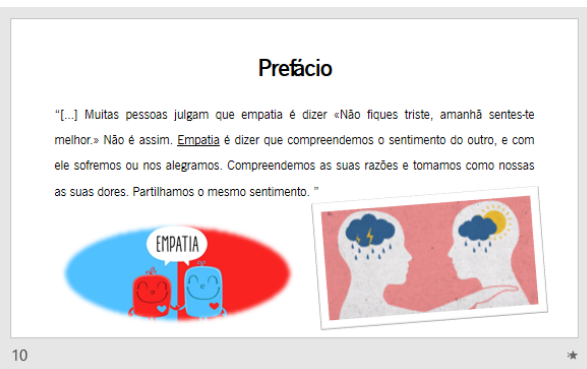 Prefácio
“[...] Muitas pessoas julgam que empatia é dizer «Não fiques triste, amanhã sentes-te
melhor.» Não é assim. Empatia é dizer que compreendemos o sentimento do outro, e com
ele sofremos ou nos alegramos. Compreendemos as suas razões e tomamos como nossas
as suas dores. Partilhamos o mesmo sentimento. ”
EMPATIA
10